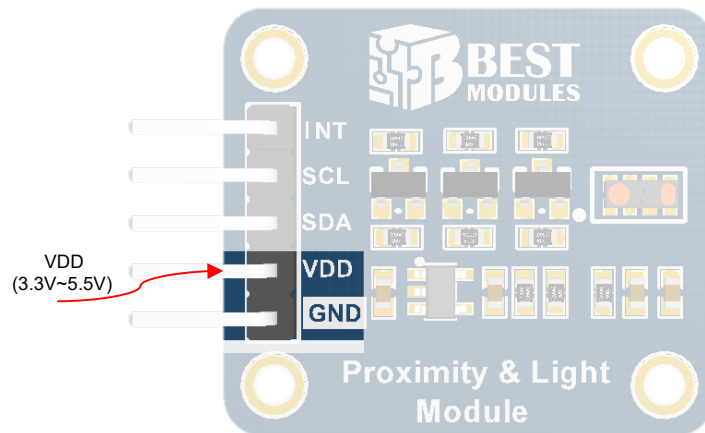 BEST
MODULES
INT
SCL
SDA
VDD
(3.3V~5.5V)
VDD
GND
Proximity & Light
Module